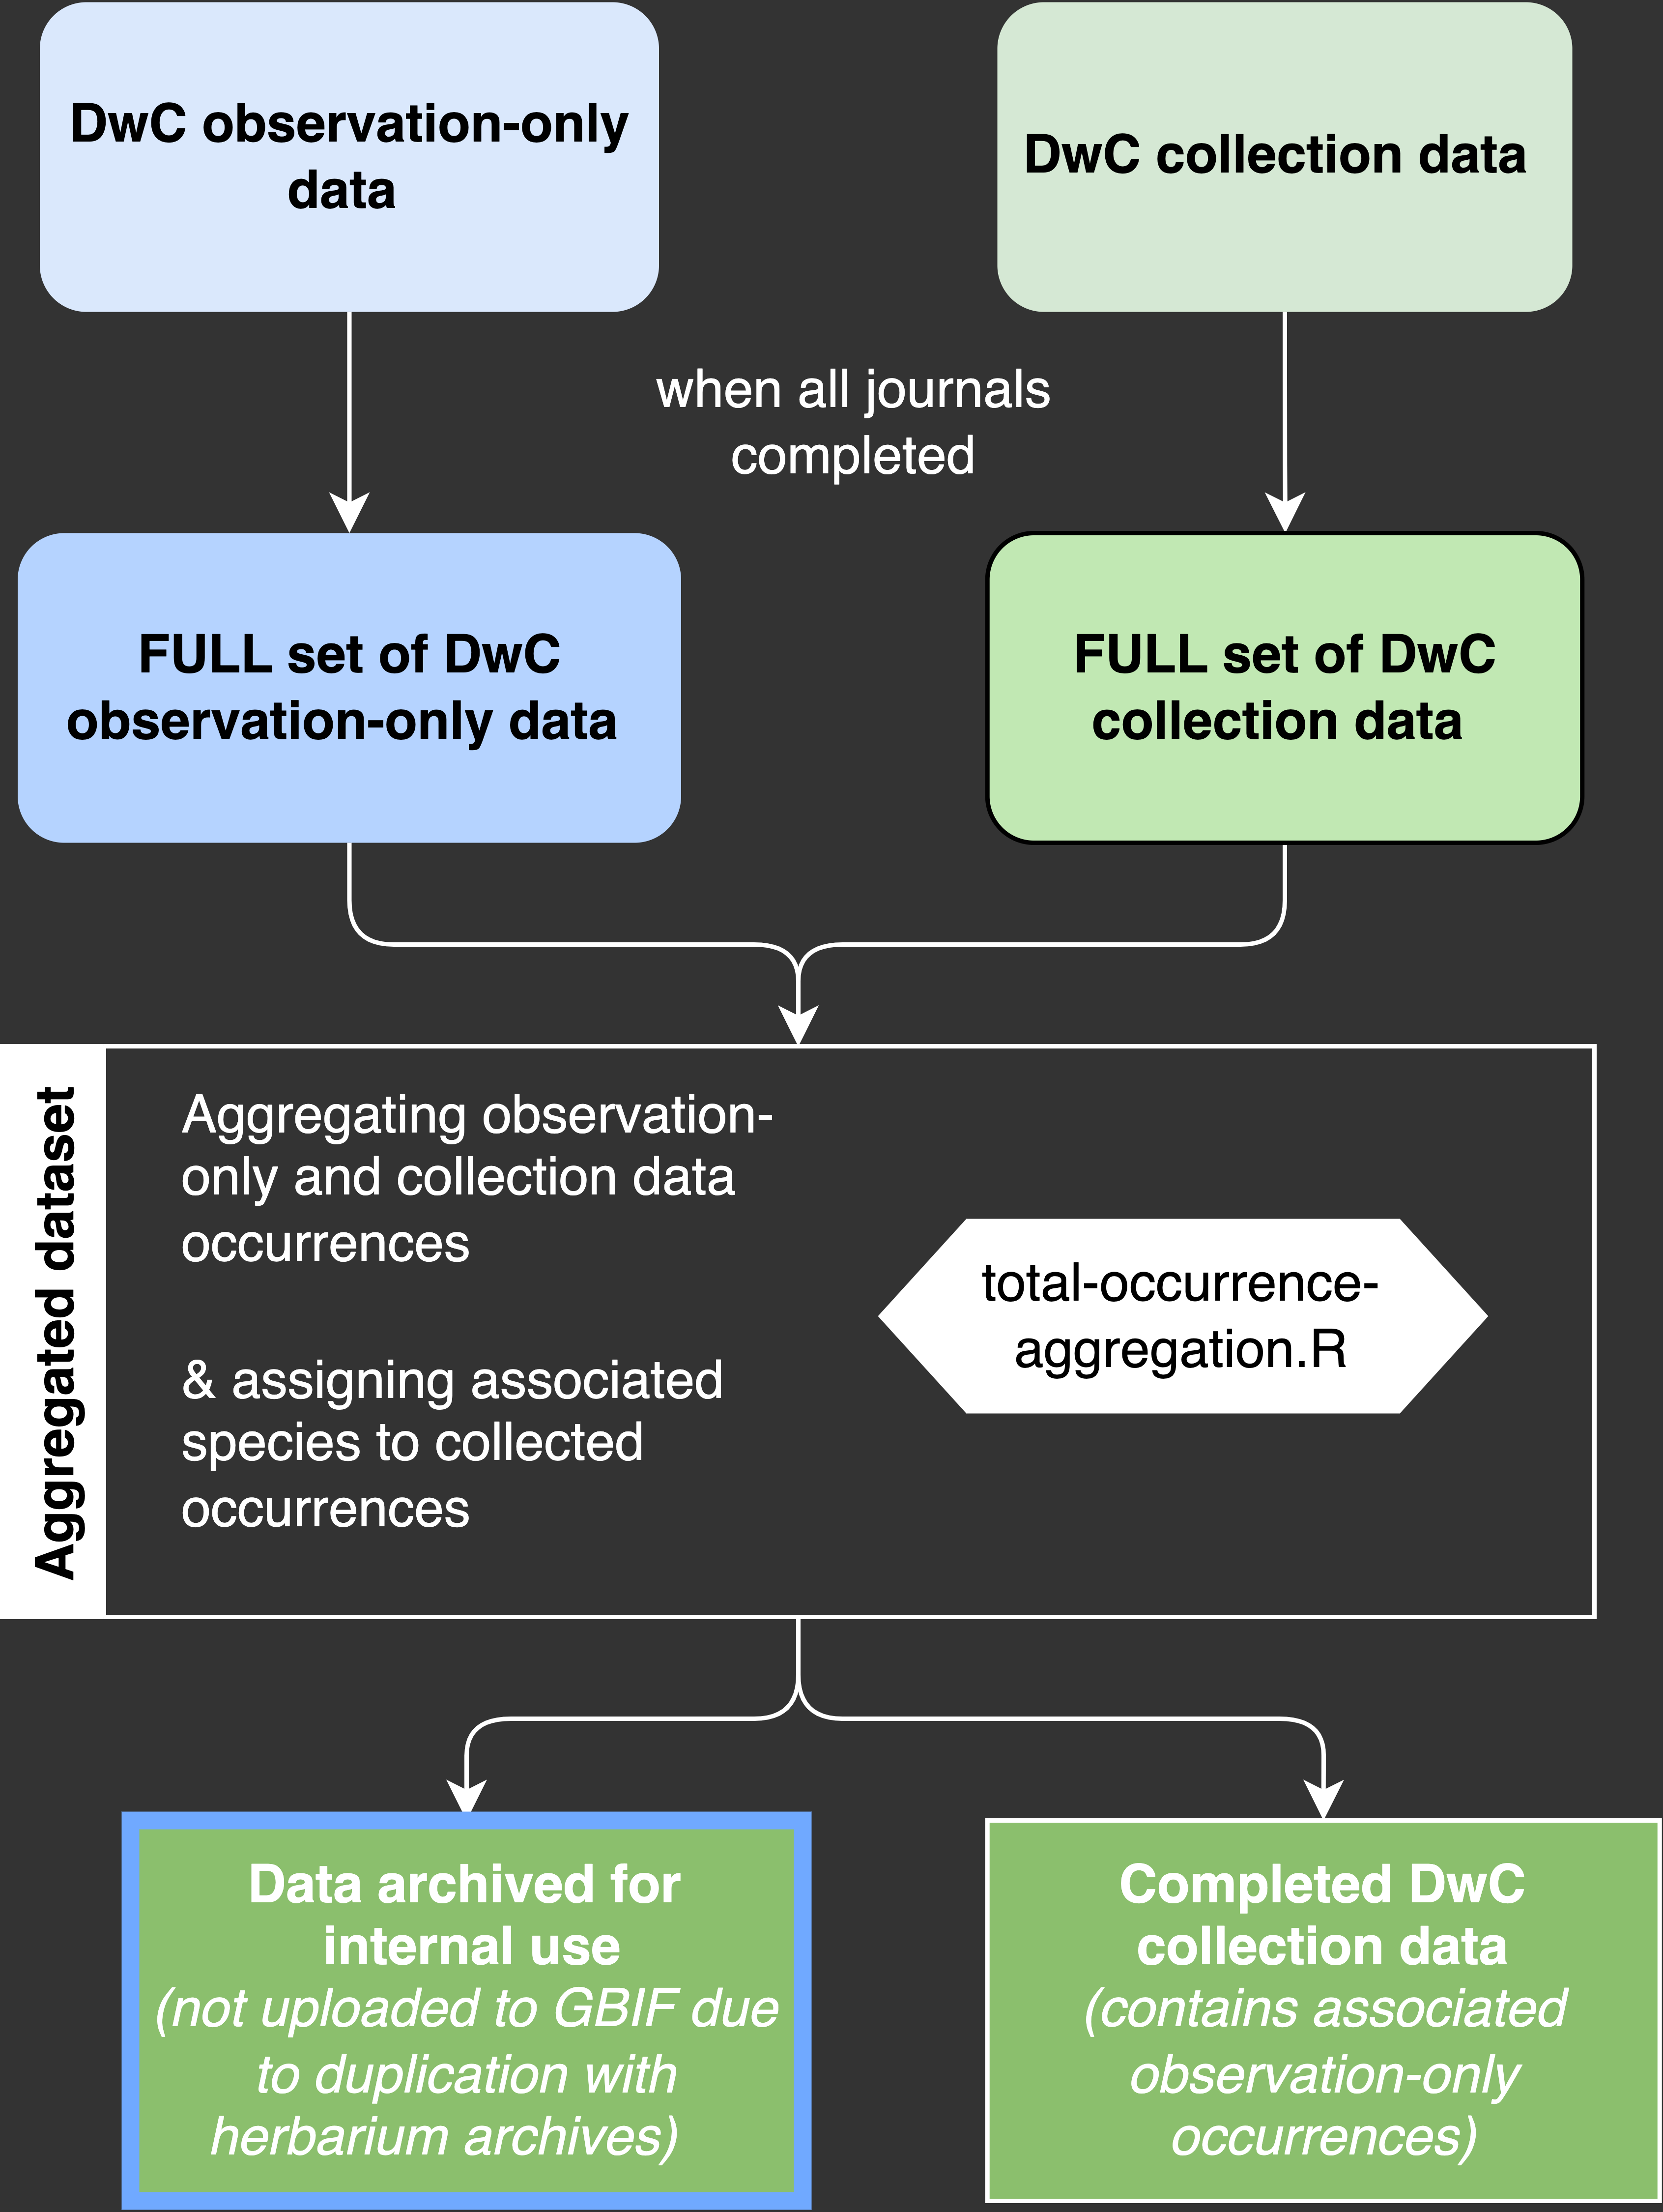 DwC observation-only
data
DwC collection data
when all journals
completed
FULL set of DwC
observation-only data
FULL set of DwC
collection data
Aggregated dataset
Aggregating observation-
only and collection data
occurrences
& assigning associated
species to collected
occurrences
total-occurrence-
aggregation.R
Data archived for
internal use
(not uploaded to GBIF due
to duplication with
herbarium archives)
Completed DwC
collection data
(contains associated
observation-only
occurrences)